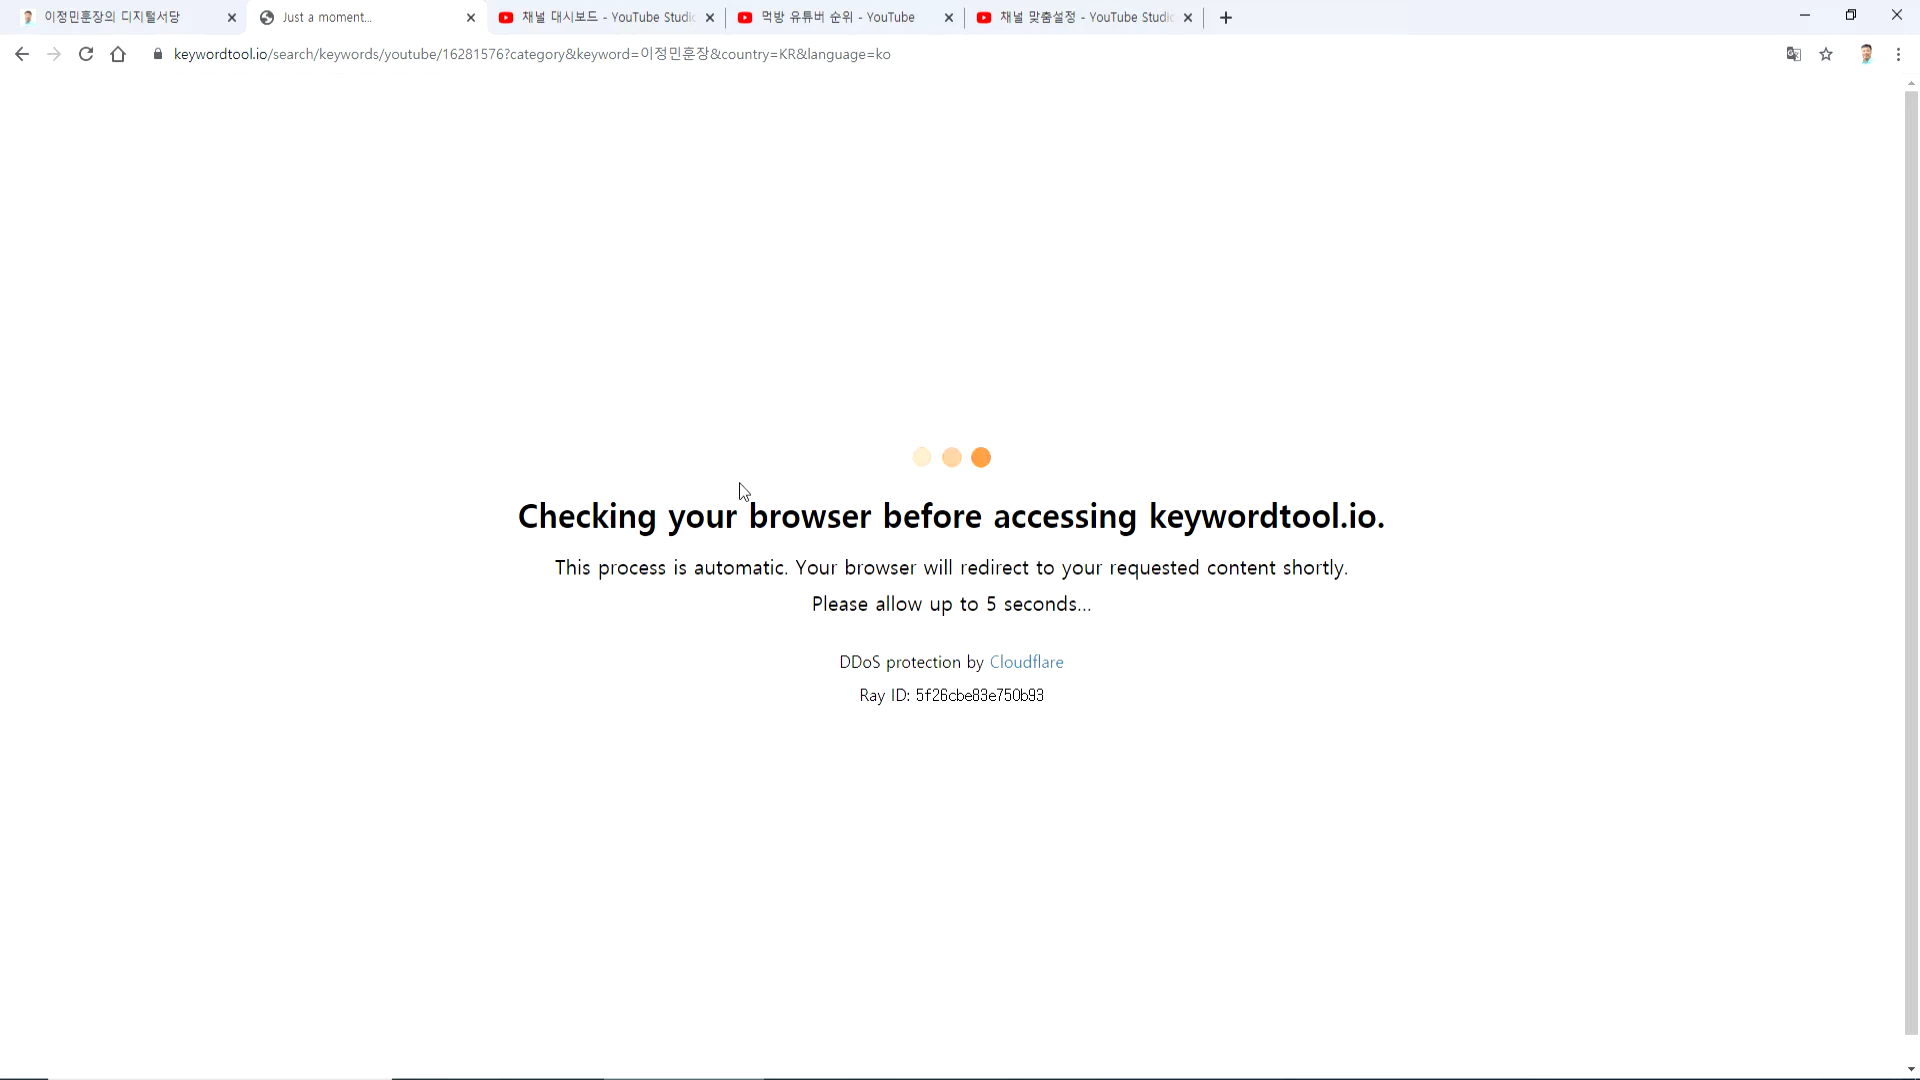 이정민훈장의 디지털서당
Just a moment...
채널 대시보드 - YouTube Studio
먹방 유튜버 순위 - YouTube
채널 맞춤설정 - YouTube Studio
keywordtool.io/search/keywords/youtube/16281576?category&keyword=이정민훈장&country=KR&language=ko
Checking your browser before accessing keywordtool.io.
This process is automatic. Your browser will redirect to your requested content shortly.
Please allow up to 5 seconds...
DDoS protection by Cloudflare
Ray ID: 5f26cbe83e750b93